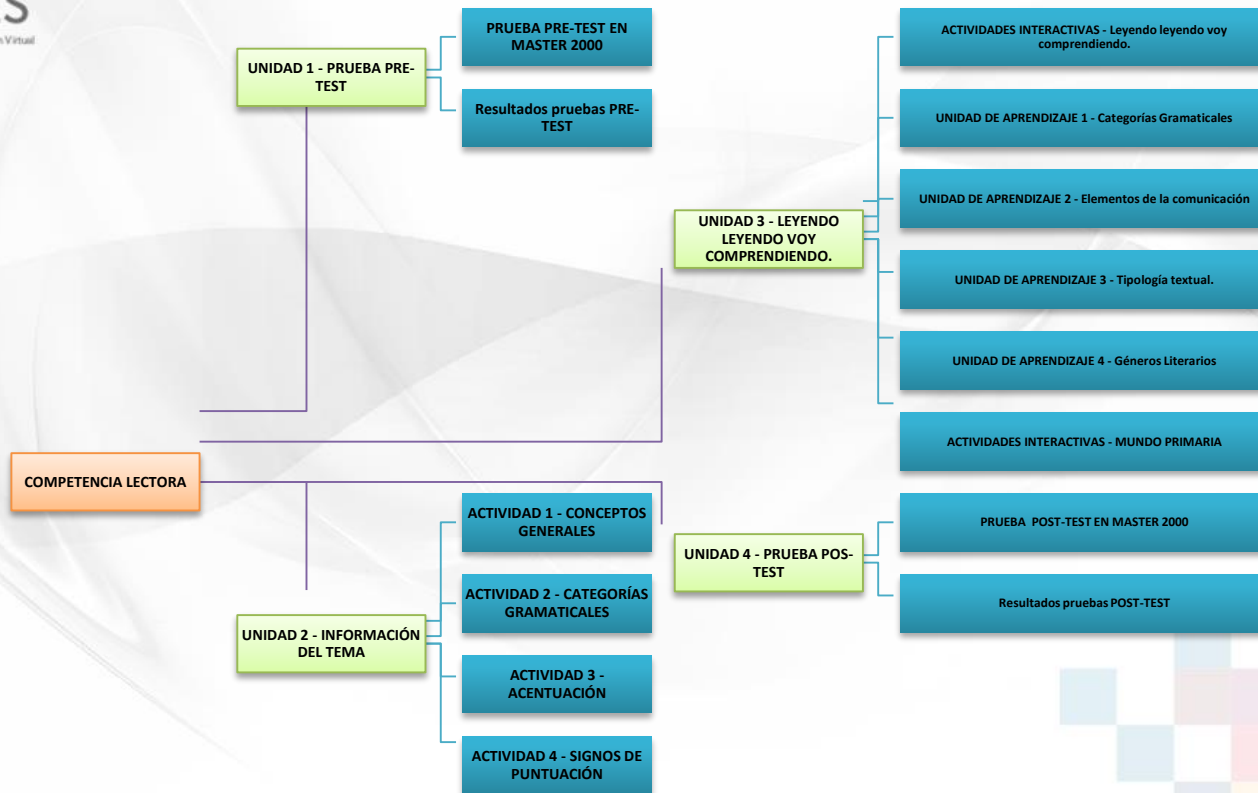 ES
n Virtual
PRUEBA PRE-TEST EN
MASTER 2000
UNIDAD 1 - PRUEBA PRE-
TEST
Resultados pruebas PRE-
TEST
COMPETENCIA LECTORA
ACTIVIDAD 1 - CONCEPTOS
GENERALES
ACTIVIDAD 2 - CATEGORÍAS
GRAMATICALES
UNIDAD 2 - INFORMACIÓN
DEL TEMA
ACTIVIDAD 3 -
ACENTUACIÓN
ACTIVIDAD 4 - SIGNOS DE
PUNTUACIÓN
ACTIVIDADES INTERACTIVAS - Leyendo leyendo voy
comprendiendo.
UNIDAD DE APRENDIZAJE 1 - Categorías Gramaticales
UNIDAD DE APRENDIZAJE 2 - Elementos de la comunicación
UNIDAD 3 - LEYENDO
LEYENDO VOY
COMPRENDIENDO.
UNIDAD DE APRENDIZAJE 3 - Tipología textual.
UNIDAD DE APRENDIZAJE 4 - Géneros Literarios
ACTIVIDADES INTERACTIVAS - MUNDO PRIMARIA
PRUEBA  POST-TEST EN MASTER 2000
UNIDAD 4 - PRUEBA POS-
TEST
Resultados pruebas POST-TEST